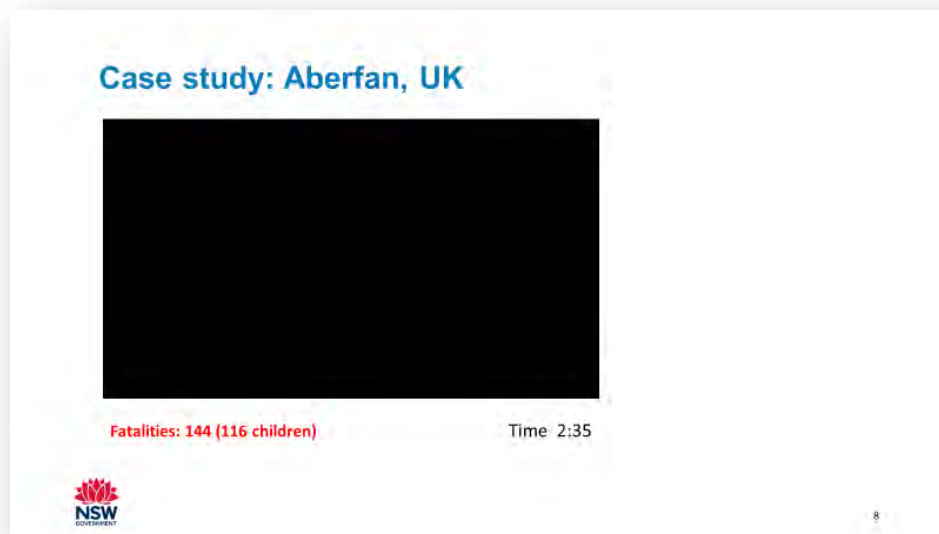 Case study: Aberfan, UK
Fatalities: 144 (116 children)
Time 2:35
NSW
GOVERNMENT
8